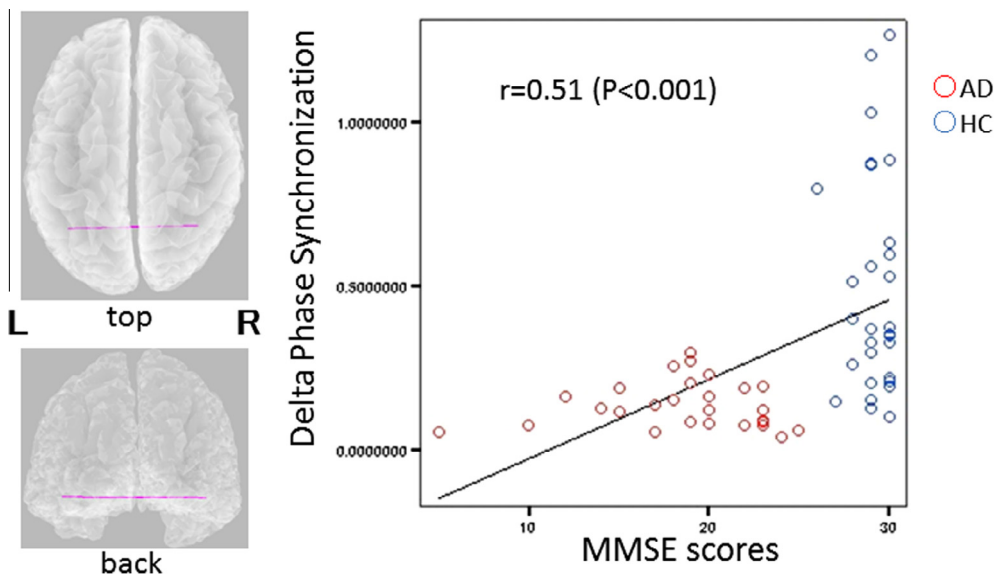 top
L R
back
Delta Phase Synchronization
r=0.51 (P<0.001)
1.0000000
0.5000000
0.0000000
10 20 30
MMSE scores
AD
HC